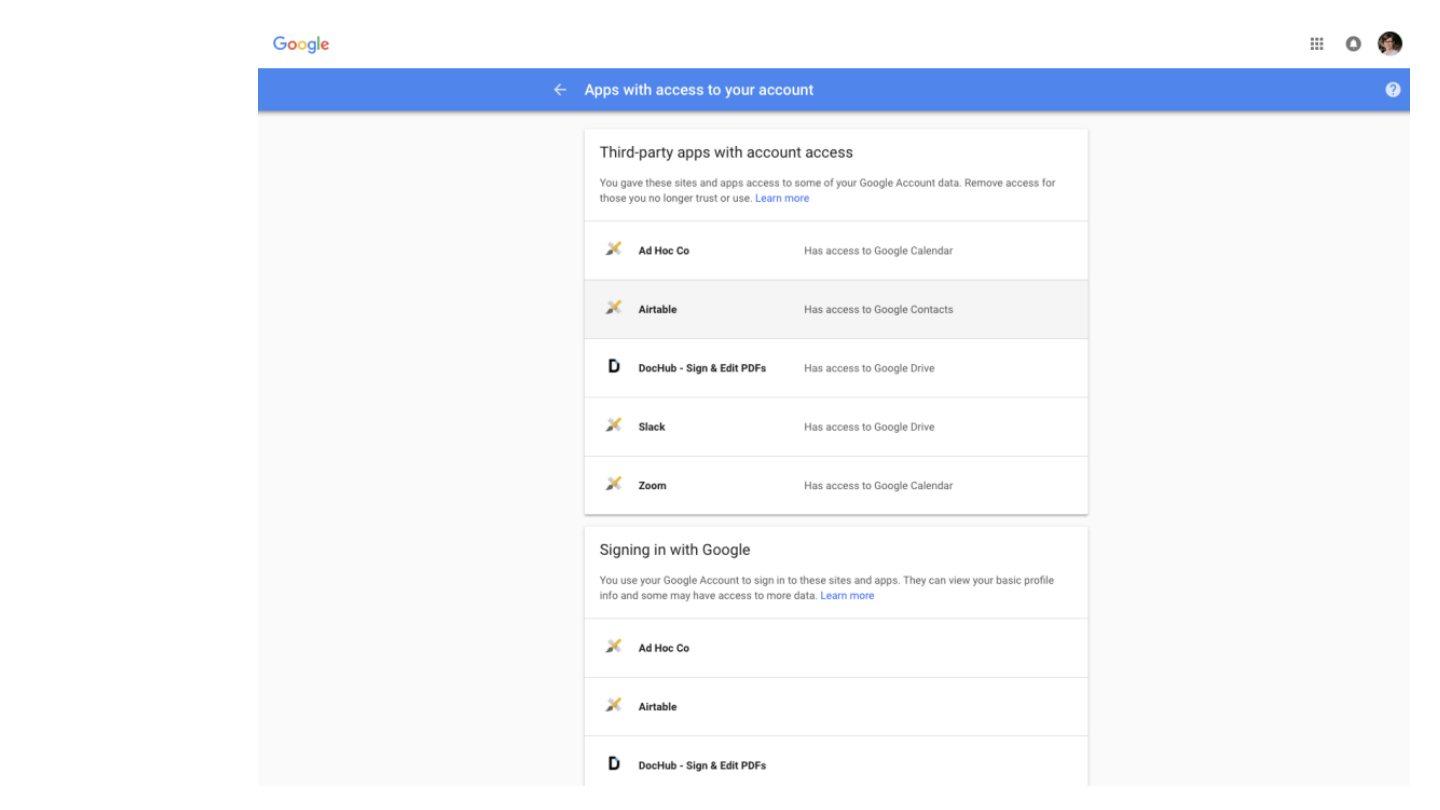 Google
Apps with access to your account
Third-party apps with account access
You gave these sites and apps access to some of your Google Account data. Remove access for
those you no longer trust or use. Learn more
Ad Hoc Co Has access to Google Calendar
Airtable Has access to Google Contacts
D DocHub - Sign & Edit PDFs Has access to Google Drive
Slack Has access to Google Drive
Zoom Has access to Google Calendar
Signing in with Google
You use your Google Account to sign in to these sites and apps. They can view your basic profile
info and some may have access to more data. Learn more
Ad Hoc Co
Airtable
D DocHub - Sign & Edit PDFs